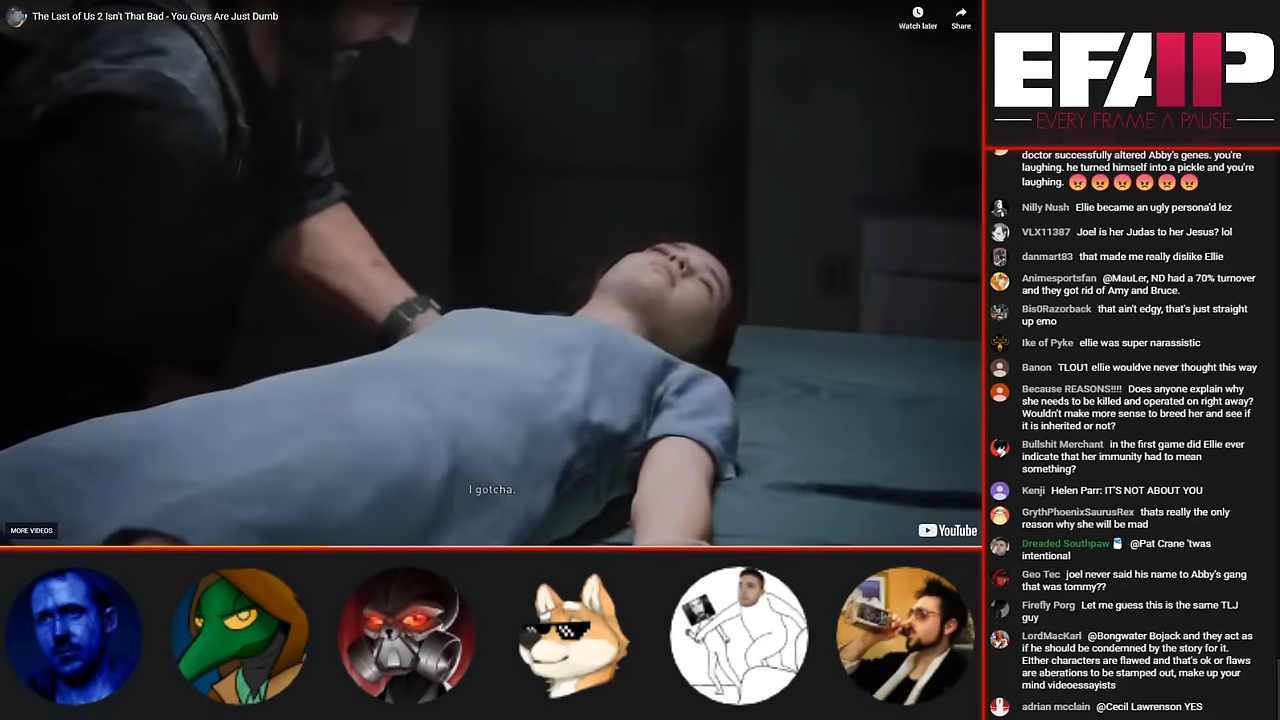 The Last of Us 2 Isn't That Bad - You Guys Are Just Dumb
Watch later
Share
I gotcha.
MORE VIDEOS
YouTube
EFAP
EVERY FRAME A PAUSE
doctor successfully altered Abby's genes. you're
laughing. he turned himself into a pickle and you're
laughing. 😡😡😡😡😡😡
Nilly Nush Ellie became an ugly persona'd lez
VLX11387 Joel is her Judas to her Jesus? lol
danmart83 that made me really dislike Ellie
Animesportsfan @MauLer, ND had a 70% turnover
and they got rid of Amy and Bruce.
Bis0Razorback that ain't edgy, that's just straight
up emo
Ike of Pyke ellie was super narassistic
Banon TLOU1 ellie wouldve never thought this way
Because REASONS!!!! Does anyone explain why
she needs to be killed and operated on right away?
Wouldn't make more sense to breed her and see if
it is inherited or not?
Bullshit Merchant in the first game did Ellie ever
indicate that her immunity had to mean
something?
Kenji Helen Parr: IT'S NOT ABOUT YOU
GrythPhoenixSaurusRex thats really the only
reason why she will be mad
Dreaded Southpaw @Pat Crane 'twas
intentional
Geo Tec joel never said his name to Abby's gang
that was tommy??
Firefly Porg Let me guess this is the same TLJ
guy
LordMacKarl @Bongwater Bojack and they act as
if he should be condemned by the story for it.
EIther characters are flawed and that's ok or flaws
are aberations to be stamped out, make up your
mind videoessayists
adrian mcclain @Cecil Lawrenson YES